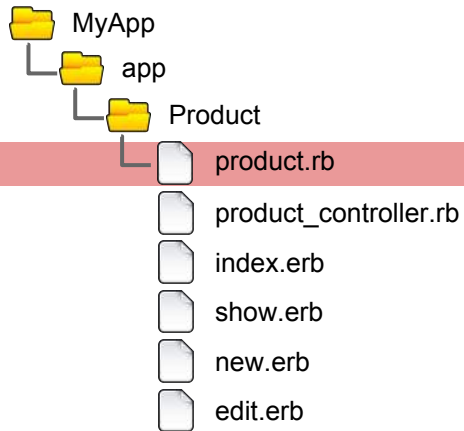 MyApp
app
Product
product.rb
product_controller.rb
index.erb
show.erb
new.erb
edit.erb